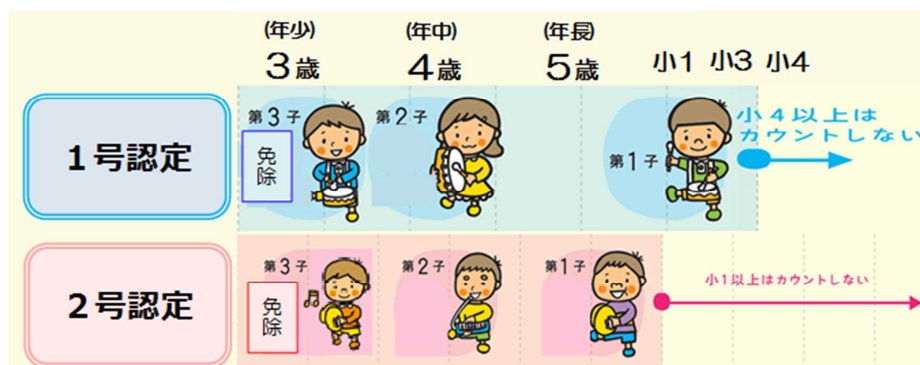 (年少) (年中) (年長)
3歳 4歳 5歳 小1 小3 小4
1号認定
第3子 第2子 第1子
免除
小4以上は
カウントしない
2号認定
第3子 第2子 第1子
免除
小1以上はカウントしない